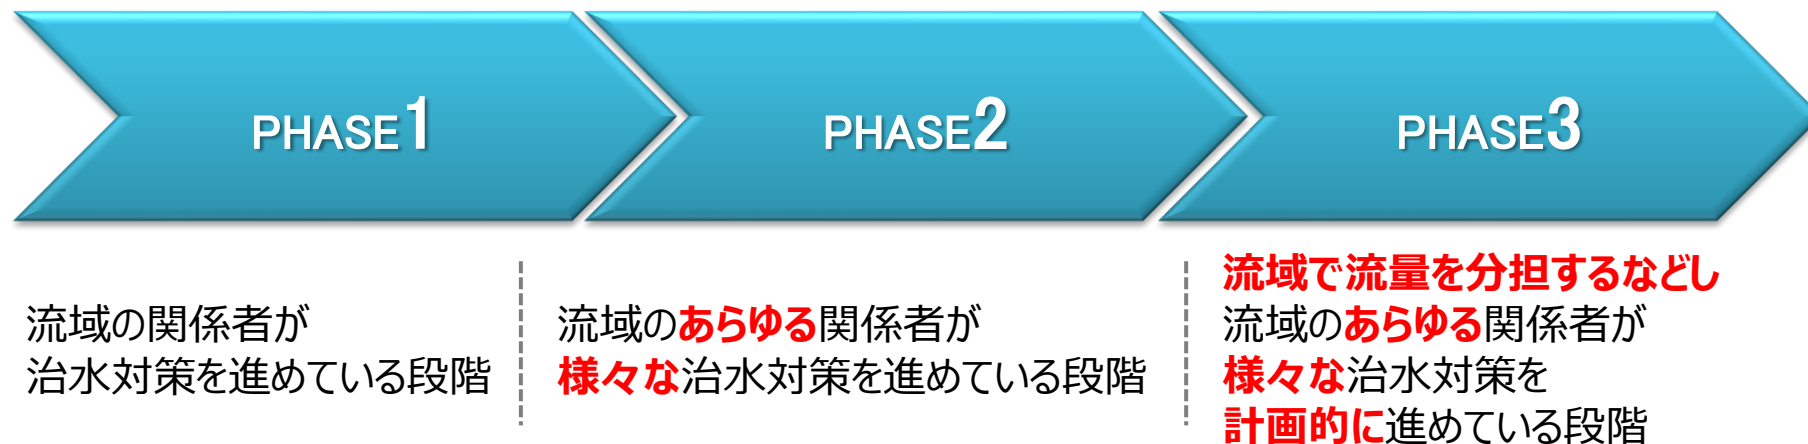 PHASE1
PHASE2
PHASE3
流域の関係者が
治水対策を進めている段階
流域のあらゆる関係者が
様々な治水対策を進めている段階
流域で流量を分担するなどし
流域のあらゆる関係者が
様々な治水対策を
計画的に進めている段階